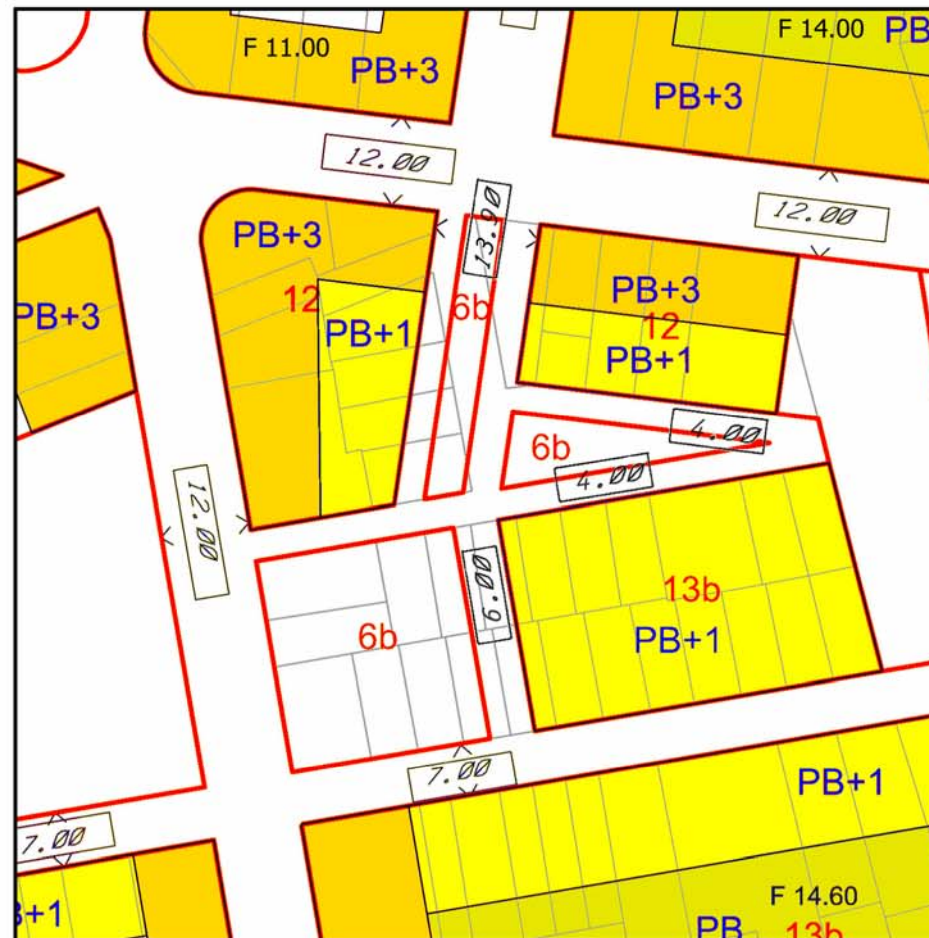 F 11.00
F 14.00
PB
PB+3
PB+3
12.00
13.90
12.00
PB+3
PB+3
12
6b
PB+3
PB+1
12
PB+1
6b
4.00
4.00
12.00
6.00
13b
6b
PB+1
7.00
PB+1
7.00
F 14.60
B+1
PB
13b